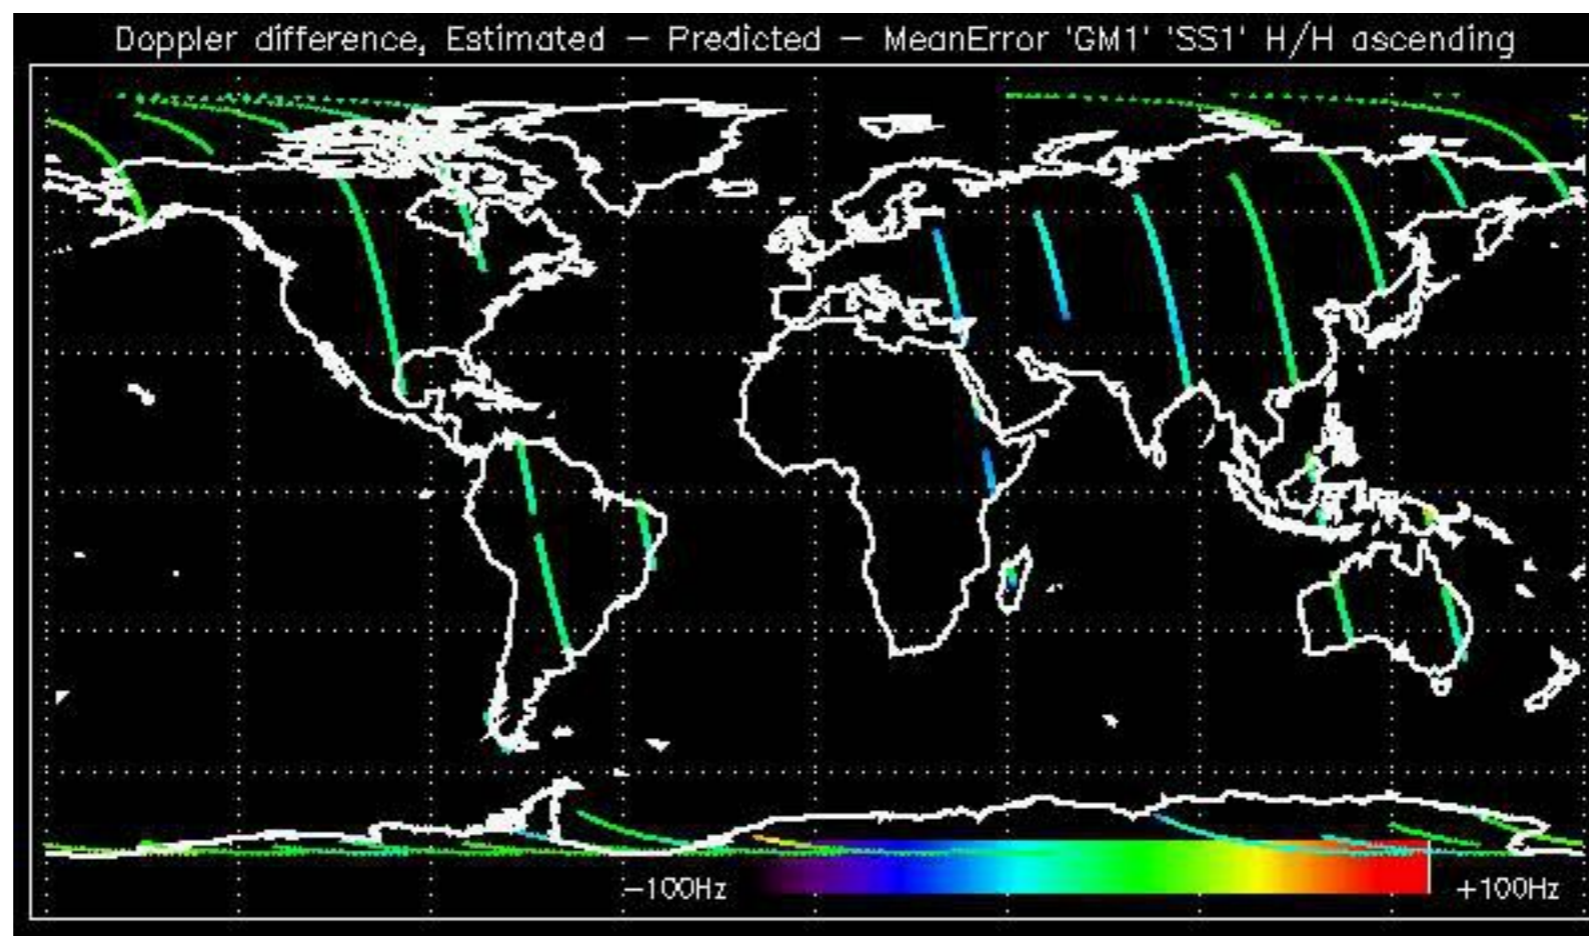 Doppler difference, Estimated – Predicted – MeanError 'GM1' 'SS1' H/H ascending
–100Hz
+100Hz